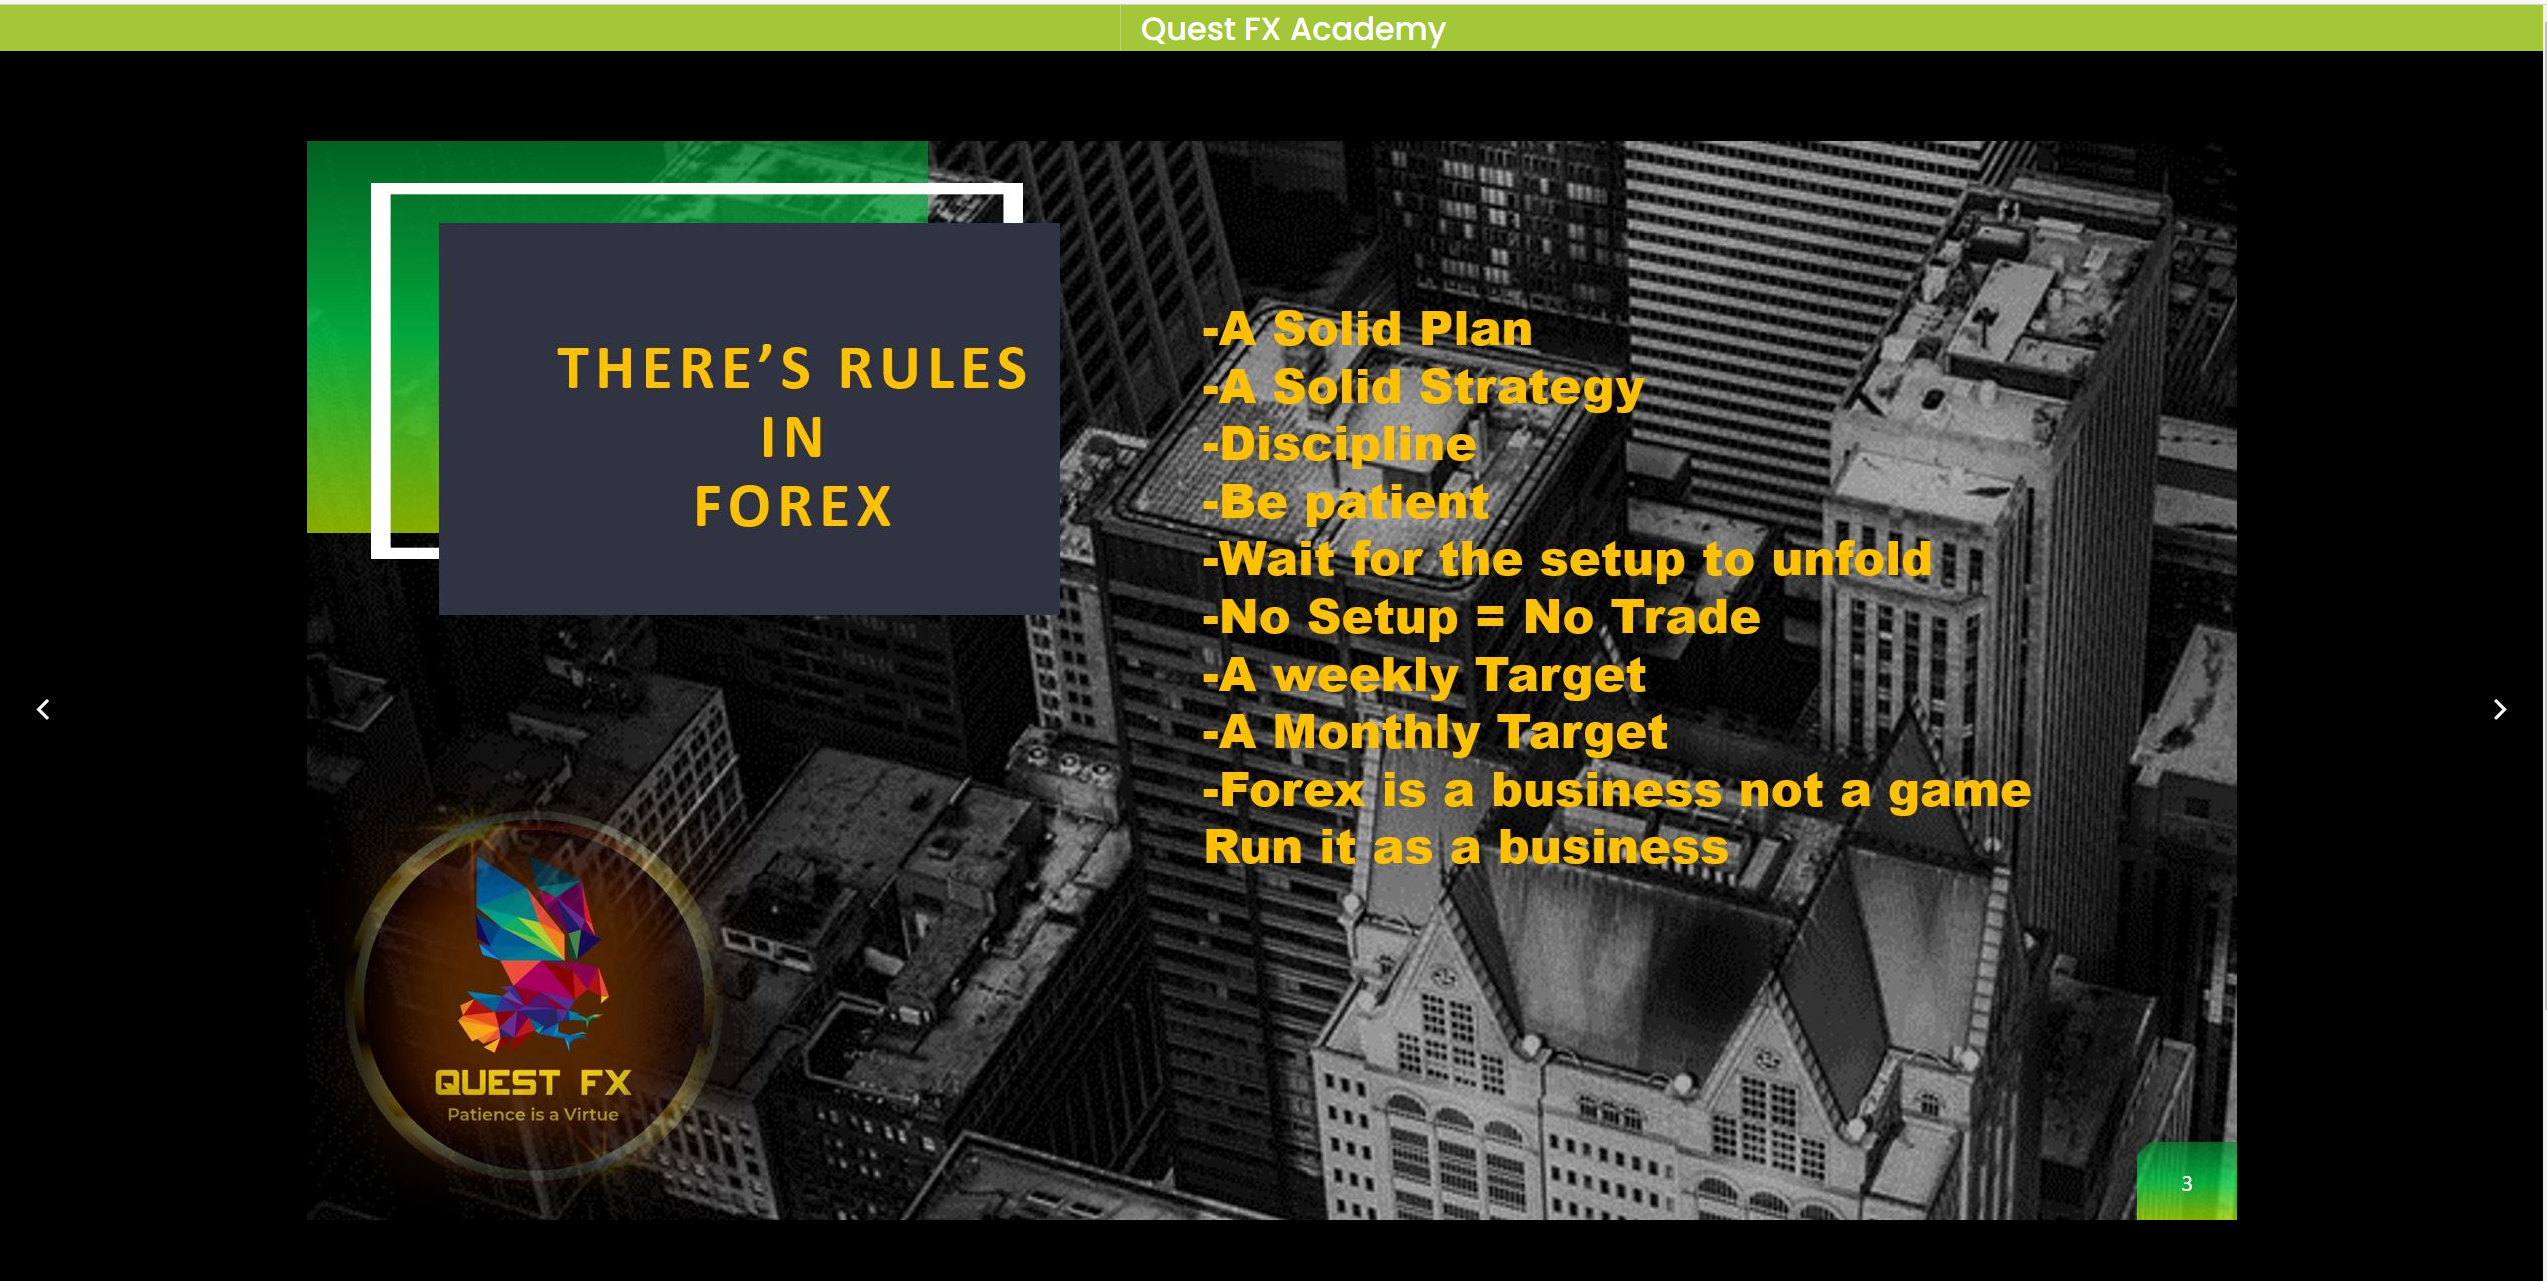 Quest FX Academy
THERE’S RULES
IN
FOREX
-A Solid Plan
-A Solid Strategy
-Discipline
-Be patient
-Wait for the setup to unfold
-No Setup = No Trade
-A weekly Target
-A Monthly Target
-Forex is a business not a game
Run it as a business
QUEST FX
Patience is a Virtue
3